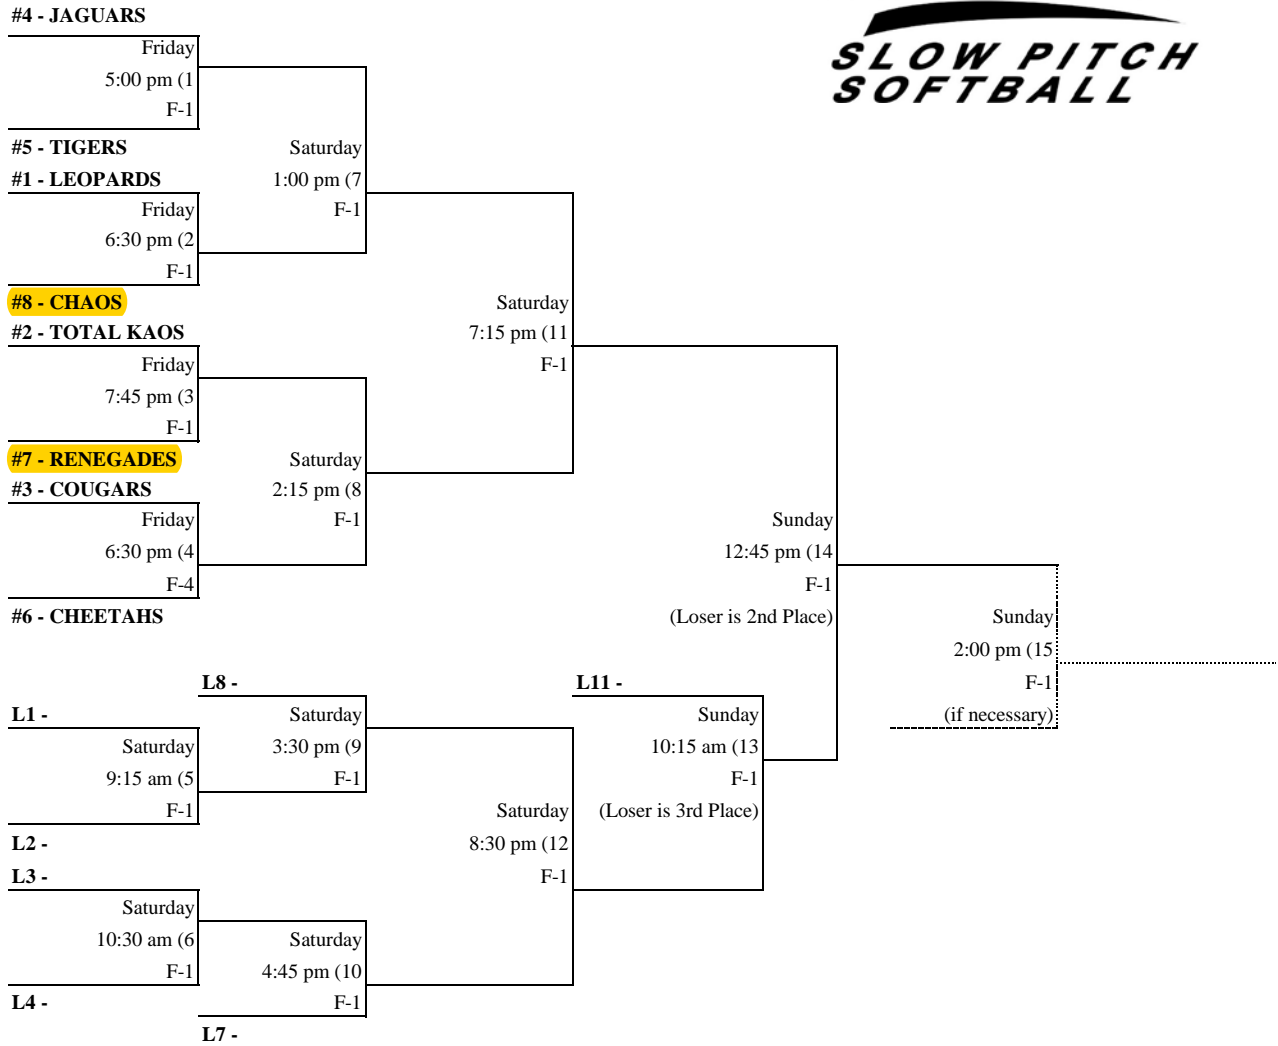 #4 - JAGUARS
SLOW PITCH
SOFTBALL
Friday
5:00 pm (1
F-1
#5 - TIGERS
Saturday
#1 - LEOPARDS
1:00 pm (7
Friday
F-1
6:30 pm (2
F-1
#8 - CHAOS
Saturday
#2 - TOTAL KAOS
7:15 pm (11
Friday
F-1
7:45 pm (3
F-1
#7 - RENEGADES
Saturday
#3 - COUGARS
2:15 pm (8
Friday
F-1
Sunday
6:30 pm (4
12:45 pm (14
F-4
F-1
#6 - CHEETAHS
(Loser is 2nd Place)
Sunday
2:00 pm (15
L8 -
L11 -
F-1
L1 -
Saturday
Sunday
(if necessary)
Saturday
3:30 pm (9
10:15 am (13
9:15 am (5
F-1
F-1
F-1
Saturday
(Loser is 3rd Place)
L2 -
8:30 pm (12
L3 -
F-1
Saturday
10:30 am (6
Saturday
F-1
4:45 pm (10
L4 -
F-1
L7 -